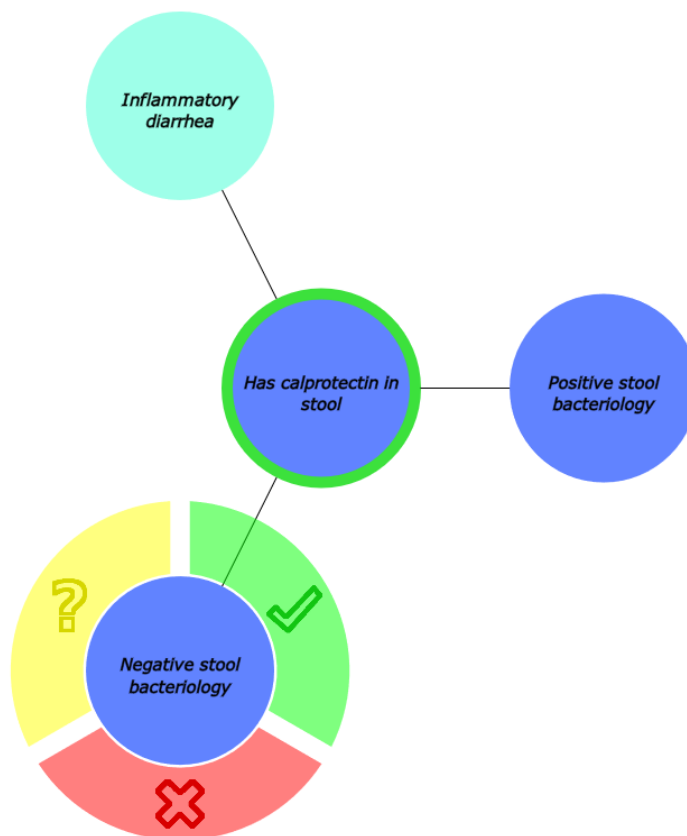 Inflammatory
diarrhea
Has calprotectin in
stool
Positive stool
bacteriology
?
Negative stool
bacteriology